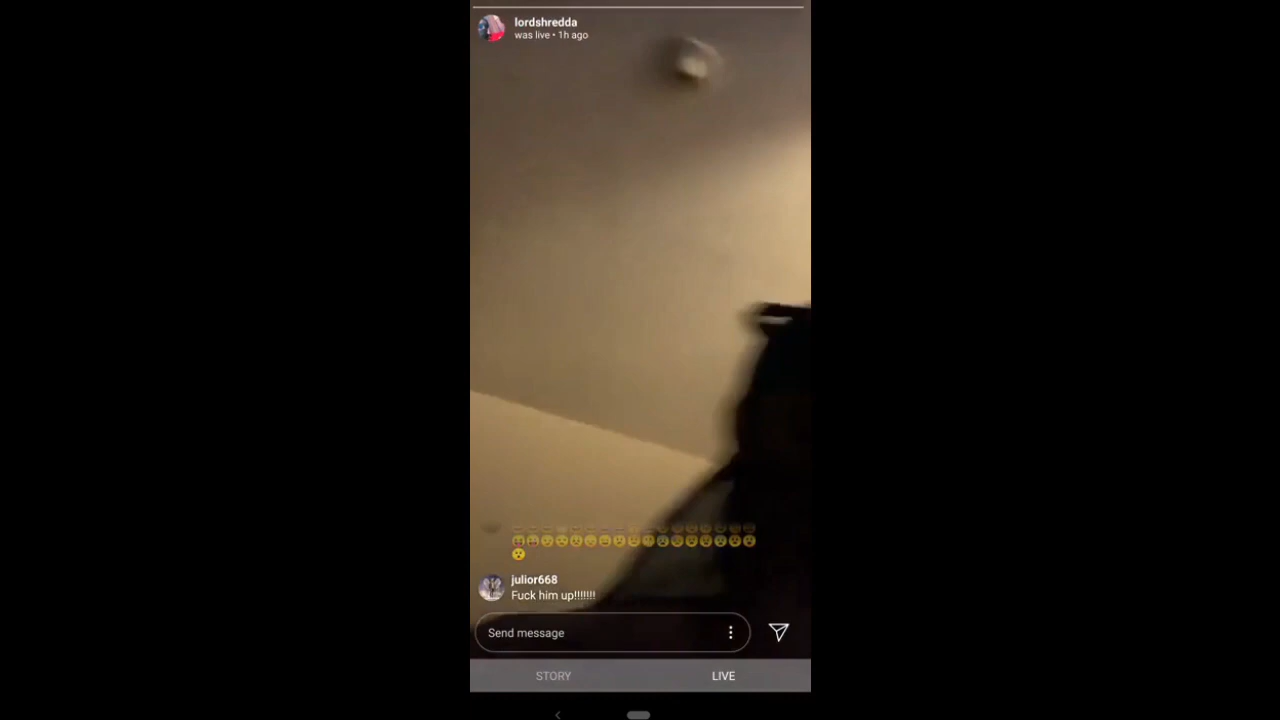 lordshredda
was live • 1h ago
julior668
Fuck him up!!!!!!!
Send message
STORY
LIVE